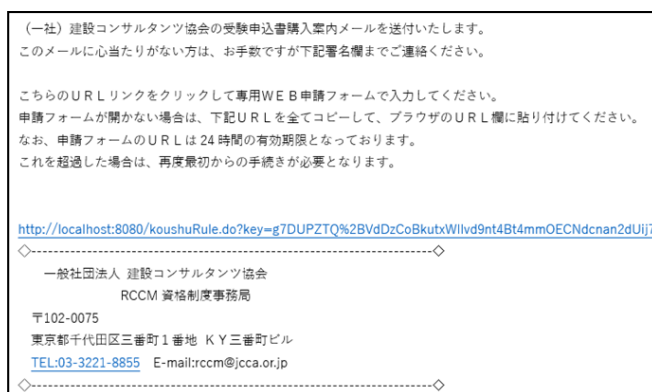 （一社）建設コンサルタンツ協会の受験申込書購入案内メールを送付いたします。
このメールに心当たりがない方は、お手数ですが下記署名欄までご連絡ください。
こちらのＵＲＬリンクをクリックして専用ＷＥＢ申請フォームで入力してください。
申請フォームが開かない場合は、下記ＵＲＬを全てコピーして、ブラウザのＵＲＬ欄に貼り付けてください。
なお、申請フォームのＵＲＬは 24 時間の有効期限となっております。
これを超過した場合は、再度最初からの手続きが必要となります。
http://localhost:8080/koushuRule.do?key=g7DUPZTQ%2BVdDzCoBkutxWIlvd9nt4Bt4mmOECNdcnan2dUij7
◇------------------------------------------------------------------◇
一般社団法人 建設コンサルタンツ協会
RCCM 資格制度事務局
〒102-0075
東京都千代田区三番町１番地 ＫＹ三番町ビル
TEL:03-3221-8855 E-mail:rccm@jcca.or.jp
◇------------------------------------------------------------------◇